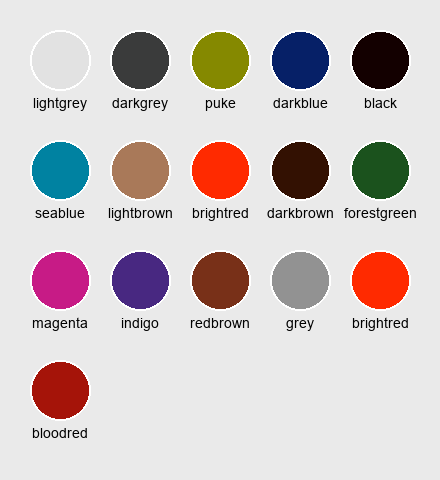 lightgrey darkgrey puke darkblue black
seablue lightbrown brightred darkbrown forestgreen
magenta indigo redbrown grey brightred
bloodred